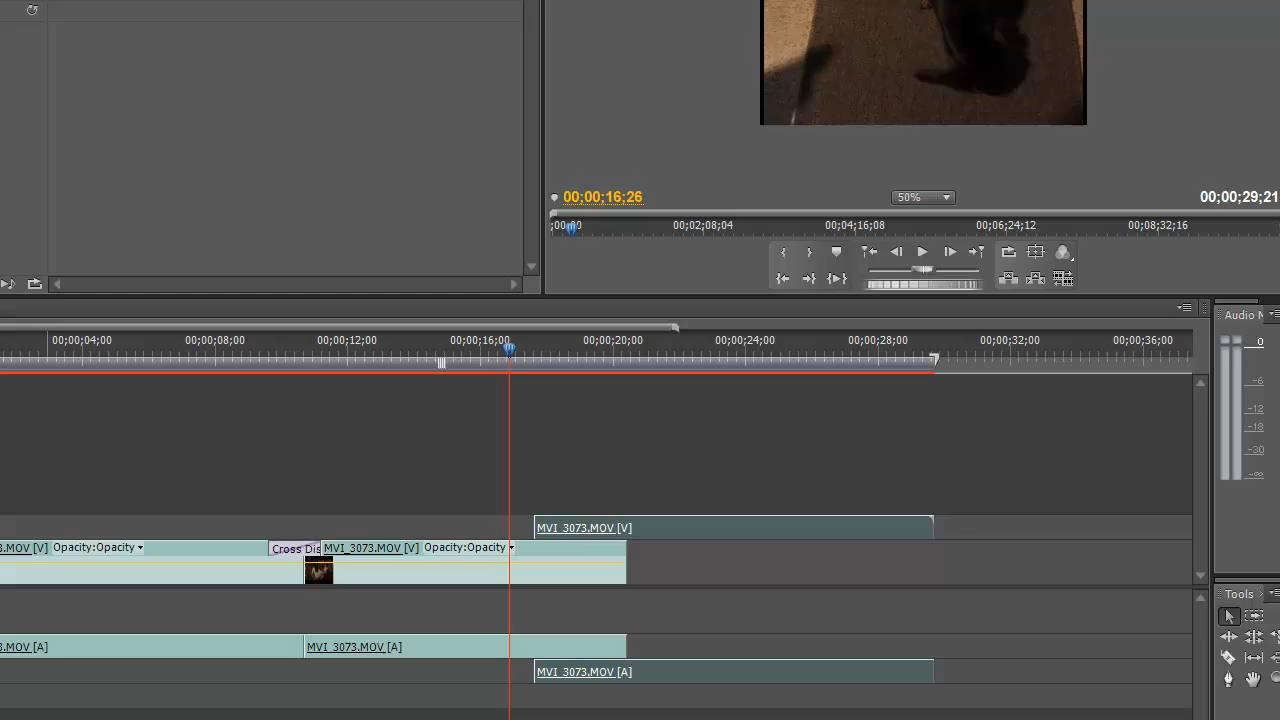 00;00;16;26
50%
00;00;29;21
;00;00
00;02;08;04
00;04;16;08
00;06;24;12
00;08;32;16
Audio M
00;00;04;00
00;00;08;00
00;00;12;00
00;00;16;00
00;00;20;00
00;00;24;00
00;00;28;00
00;00;32;00
00;00;36;00
0
-6
-12
-18
-30
-∞
MVI_3073.MOV [V]
3.MOV [V] Opacity:Opacity
Cross Dis
MVI_3073.MOV [V] Opacity:Opacity
Tools
3.MOV [A]
MVI_3073.MOV [A]
MVI_3073.MOV [A]